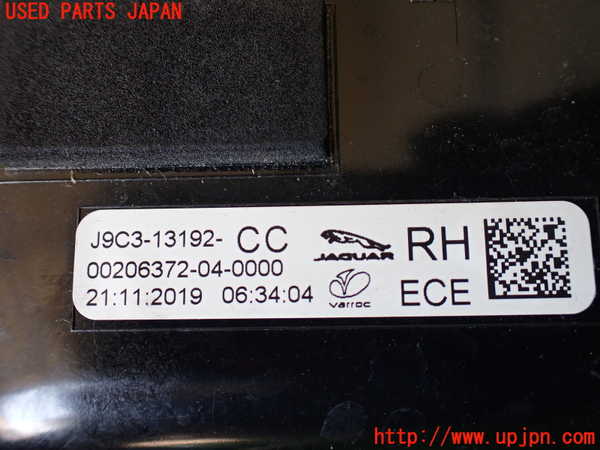 USED PARTS JAPAN
J9C3-13192- CC JAGUAR RH
00206372-04-0000
21:11:2019 06:34:04 varroc ECE
http://www.upjpn.com/